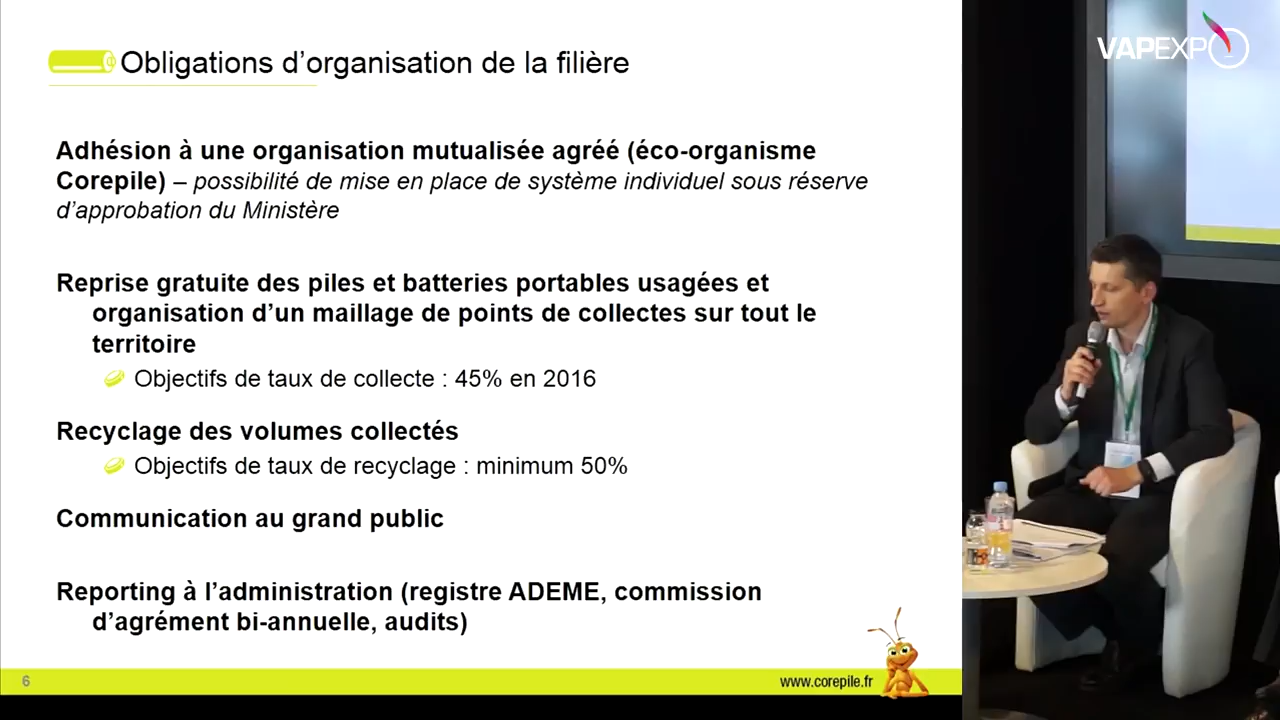 VAPEXPO
Obligations d’organisation de la filière
Adhésion à une organisation mutualisée agréé (éco-organisme
Corepile) – possibilité de mise en place de système individuel sous réserve
d’approbation du Ministère
Reprise gratuite des piles et batteries portables usagées et
organisation d’un maillage de points de collectes sur tout le
territoire
Objectifs de taux de collecte : 45% en 2016
Recyclage des volumes collectés
Objectifs de taux de recyclage : minimum 50%
Communication au grand public
Reporting à l’administration (registre ADEME, commission
d’agrément bi-annuelle, audits)
6
www.corepile.fr